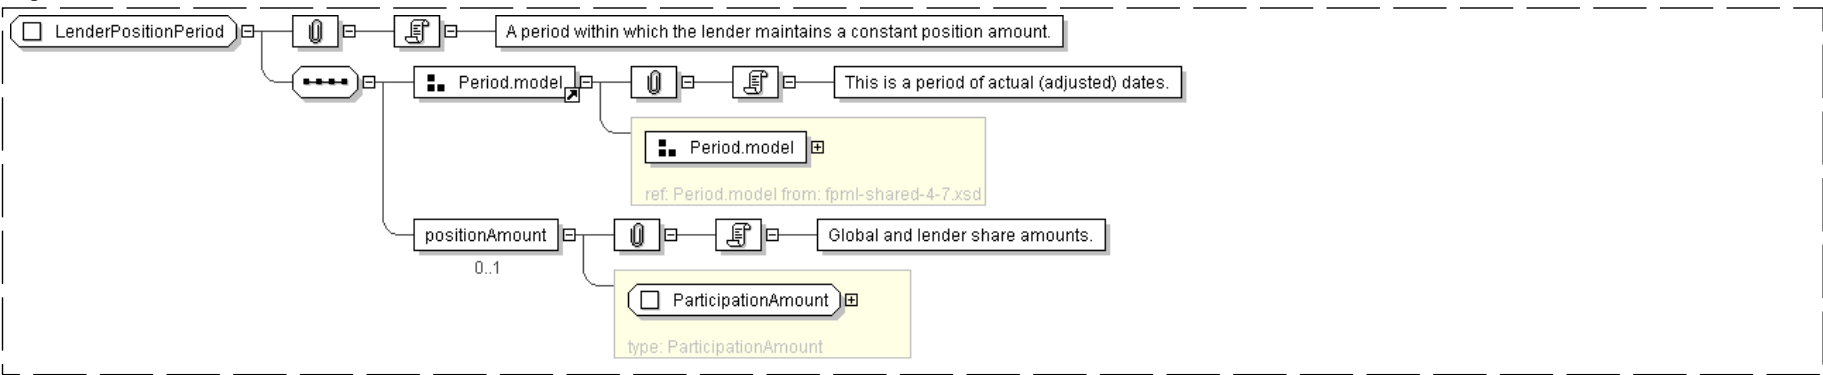 LenderPositionPeriod
A period within which the lender maintains a constant position amount.
Period.model
This is a period of actual (adjusted) dates.
Period.model
ref: Period.model from: fpml-shared-4-7.xsd
positionAmount
Global and lender share amounts.
0..1
ParticipationAmount
type: ParticipationAmount